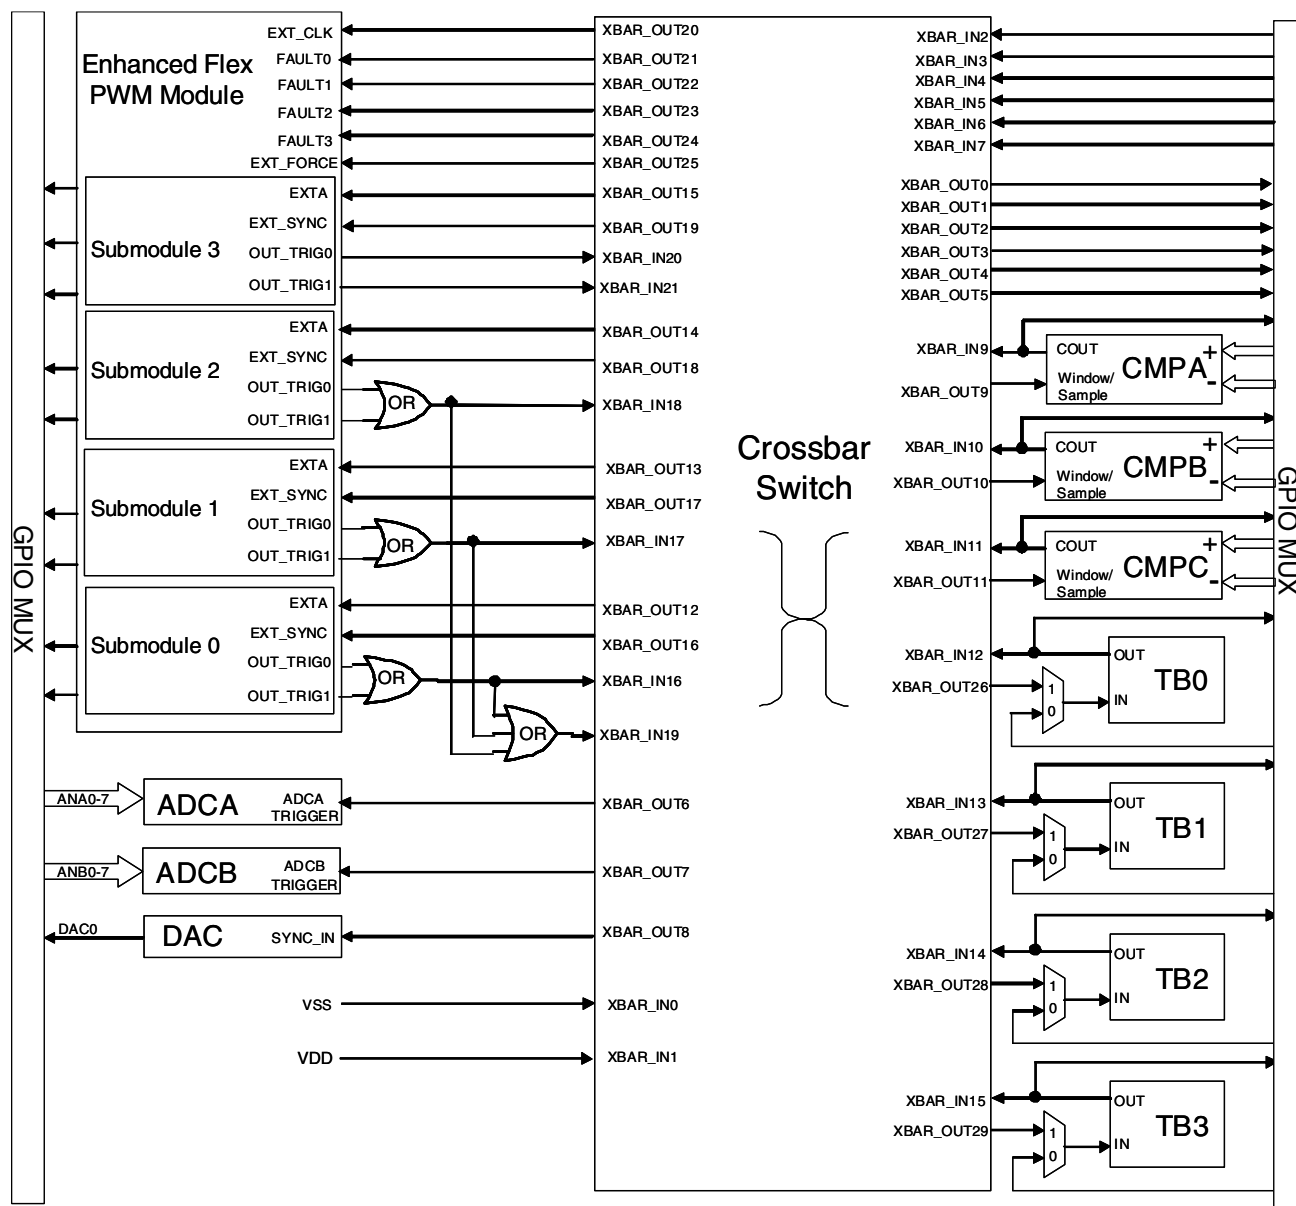 GPIO MUX
Enhanced Flex
PWM Module
EXT_CLK
FAULT0
FAULT1
FAULT2
FAULT3
EXT_FORCE
Submodule 3
EXTA
EXT_SYNC
OUT_TRIG0
OUT_TRIG1
Submodule 2
EXTA
EXT_SYNC
OUT_TRIG0
OUT_TRIG1
OR
Submodule 1
EXTA
EXT_SYNC
OUT_TRIG0
OUT_TRIG1
OR
Submodule 0
EXTA
EXT_SYNC
OUT_TRIG0
OUT_TRIG1
OR
OR
ANA0-7
ADCA
ADCA
TRIGGER
ANB0-7
ADCB
ADCB
TRIGGER
DAC0
DAC
SYNC_IN
VSS
VDD
XBAR_OUT20
XBAR_OUT21
XBAR_OUT22
XBAR_OUT23
XBAR_OUT24
XBAR_OUT25
XBAR_OUT15
XBAR_OUT19
XBAR_IN20
XBAR_IN21
XBAR_OUT14
XBAR_OUT18
XBAR_IN18
XBAR_OUT13
XBAR_OUT17
XBAR_IN17
XBAR_OUT12
XBAR_OUT16
XBAR_IN16
XBAR_IN19
XBAR_OUT6
XBAR_OUT7
XBAR_OUT8
XBAR_IN0
XBAR_IN1
Crossbar
Switch
XBAR_IN2
XBAR_IN3
XBAR_IN4
XBAR_IN5
XBAR_IN6
XBAR_IN7
XBAR_OUT0
XBAR_OUT1
XBAR_OUT2
XBAR_OUT3
XBAR_OUT4
XBAR_OUT5
XBAR_IN9
XBAR_OUT9
XBAR_IN10
XBAR_OUT10
XBAR_IN11
XBAR_OUT11
XBAR_IN12
XBAR_OUT26
XBAR_IN13
XBAR_OUT27
XBAR_IN14
XBAR_OUT28
XBAR_IN15
XBAR_OUT29
COUT
Window/
Sample
CMPA
+
-
COUT
Window/
Sample
CMPB
+
-
COUT
Window/
Sample
CMPC
+
-
1
0
OUT
IN
TB0
1
0
OUT
IN
TB1
1
0
OUT
IN
TB2
1
0
OUT
IN
TB3
GPIO MUX